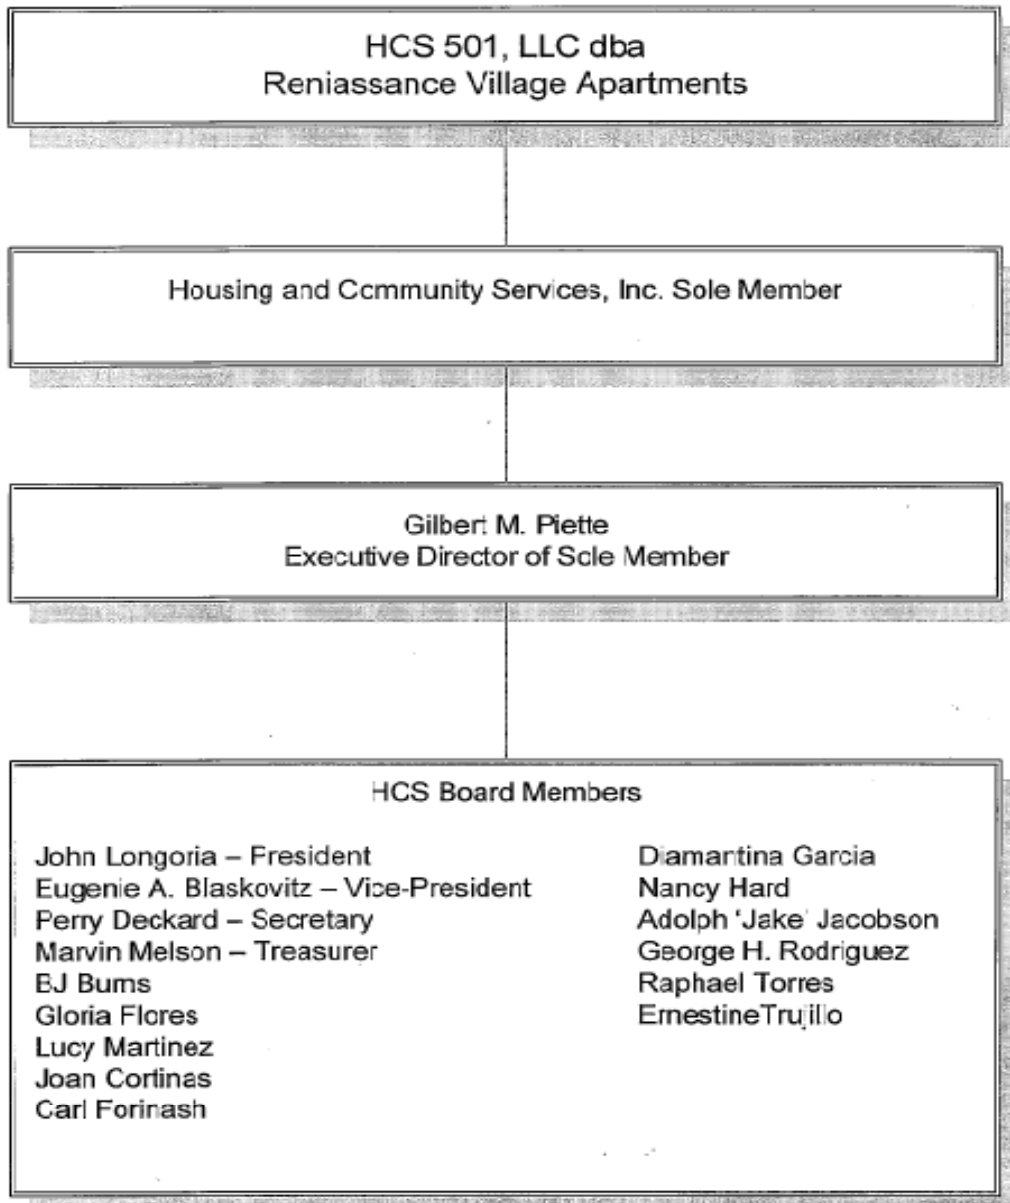 HCS 501, LLC dba
Reniassance Village Apartments
Housing and Community Services, Inc. Sole Member
Gilbert M. Piette
Executive Director of Sole Member
HCS Board Members
John Longoria – President
Eugenie A. Blaskovitz – Vice-President
Perry Deckard – Secretary
Marvin Melson – Treasurer
BJ Burns
Gloria Flores
Lucy Martinez
Joan Cortinas
Carl Forinash
Diamantina Garcia
Nancy Hard
Adolph 'Jake' Jacobson
George H. Rodriguez
Raphael Torres
ErnestineTrujillo